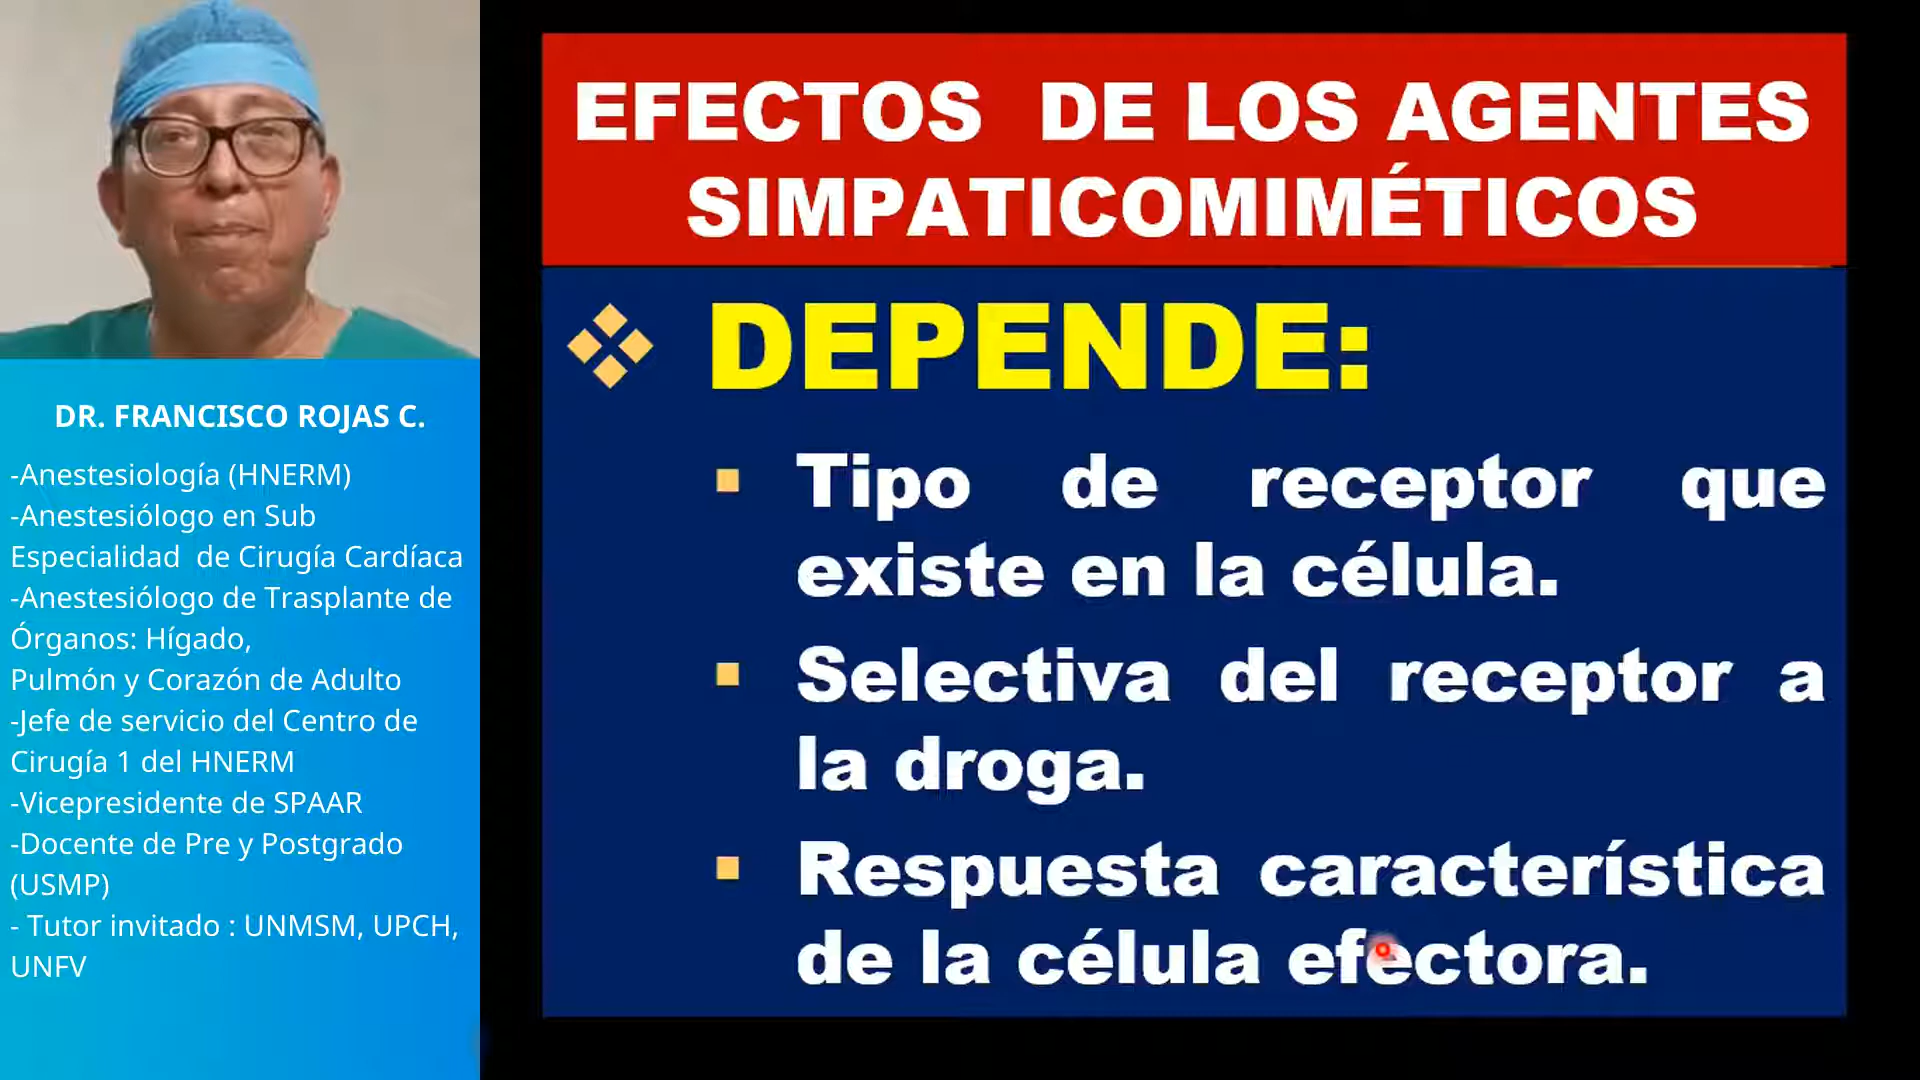 DR. FRANCISCO ROJAS C.
-Anestesiología (HNERM)
-Anestesiólogo en Sub
Especialidad de Cirugía Cardíaca
-Anestesiólogo de Trasplante de
Órganos: Hígado,
Pulmón y Corazón de Adulto
-Jefe de servicio del Centro de
Cirugía 1 del HNERM
-Vicepresidente de SPAAR
-Docente de Pre y Postgrado
(USMP)
- Tutor invitado : UNMSM, UPCH,
UNFV
EFECTOS DE LOS AGENTES
SIMPATICOMIMÉTICOS
DEPENDE:
Tipo de receptor que
existe en la célula.
Selectiva del receptor a
la droga.
Respuesta característica
de la célula efectora.